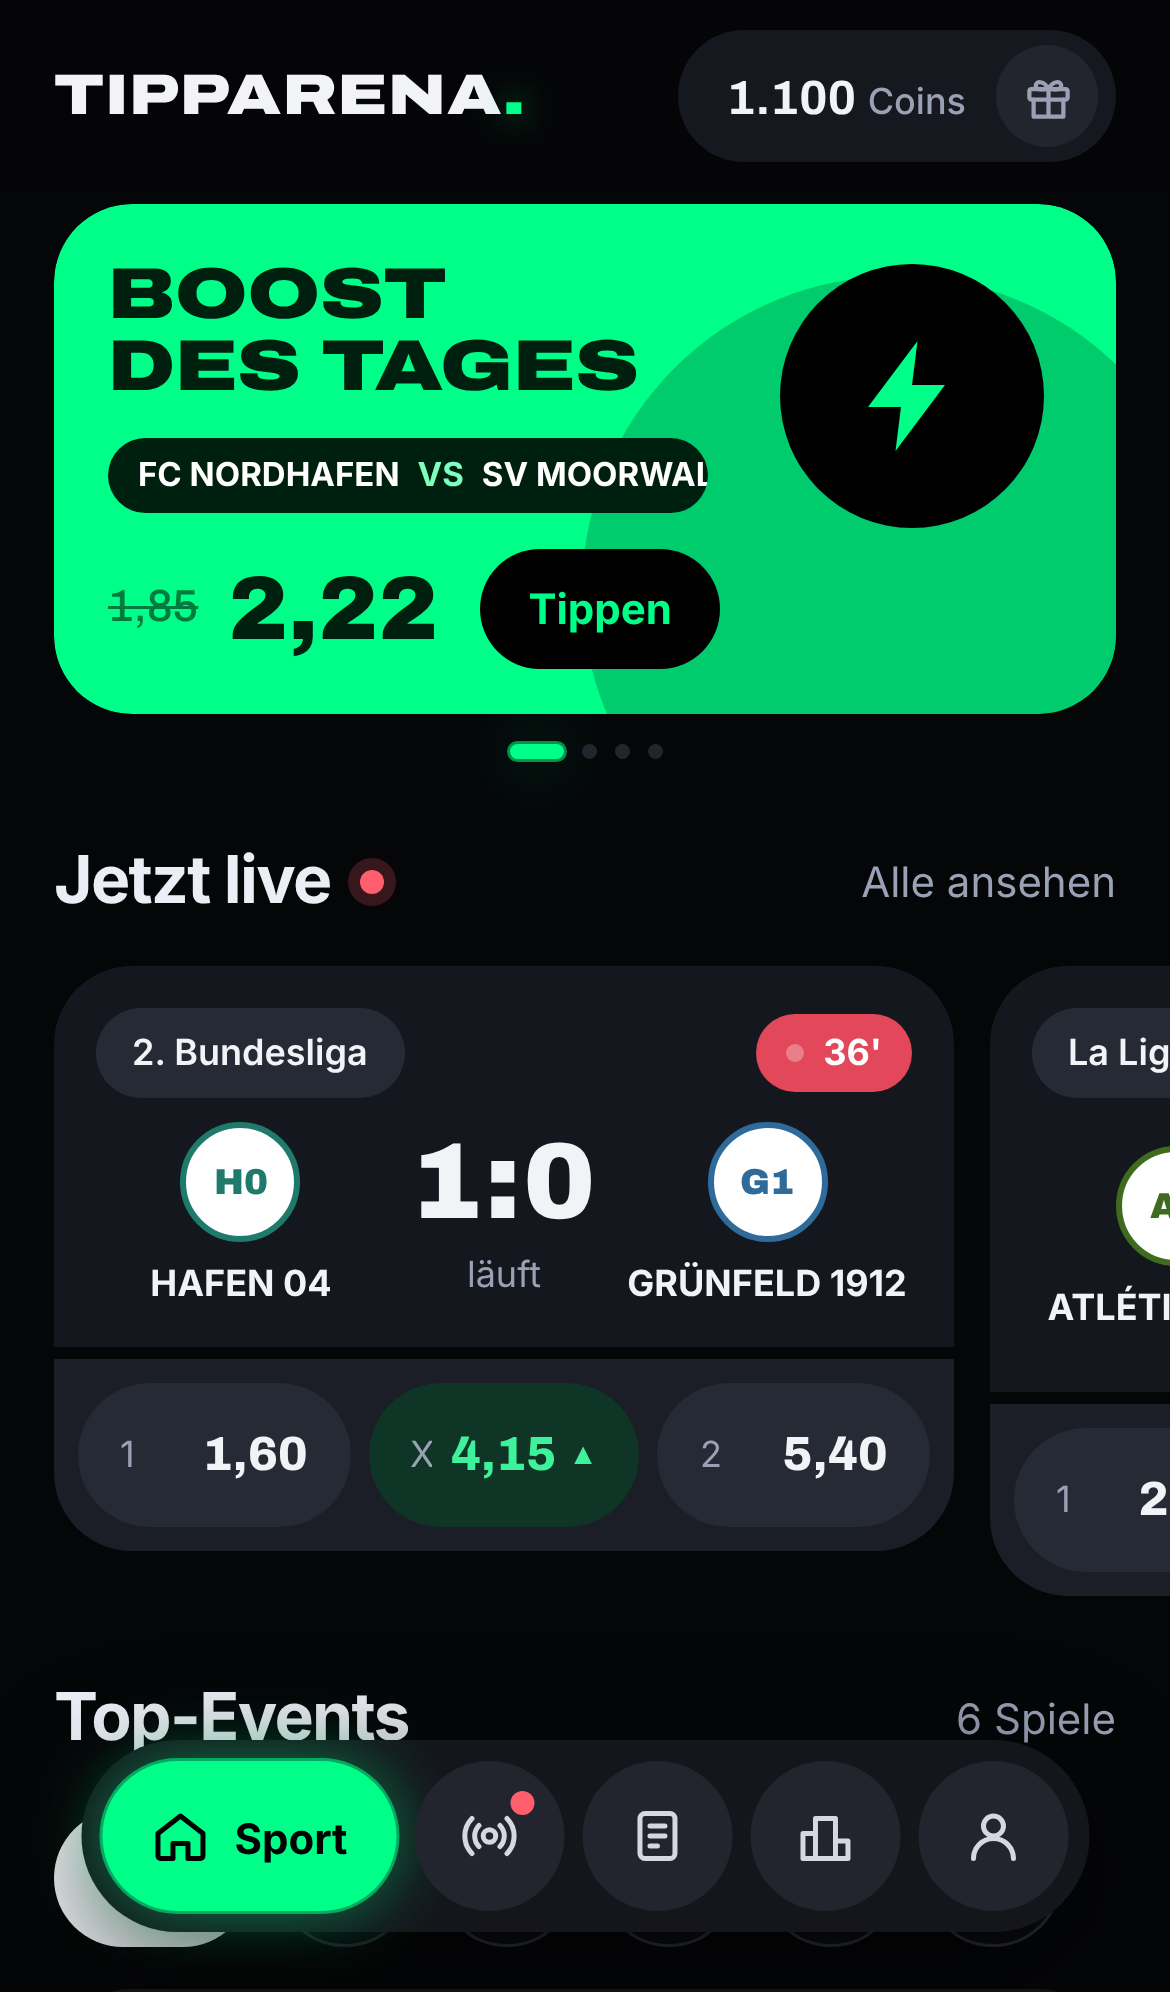 TIPPARENA.
1.100 Coins
BOOST
DES TAGES
FC NORDHAFEN VS SV MOORWAL
1,85 2,22 Tippen
Jetzt live
Alle ansehen
2. Bundesliga
36'
H0
1:0
G1
HAFEN 04
läuft
GRÜNFELD 1912
1 1,60
X 4,15 ▲
2 5,40
La Lig
A
ATLÉTI
1 2
Top-Events
6 Spiele
Sport